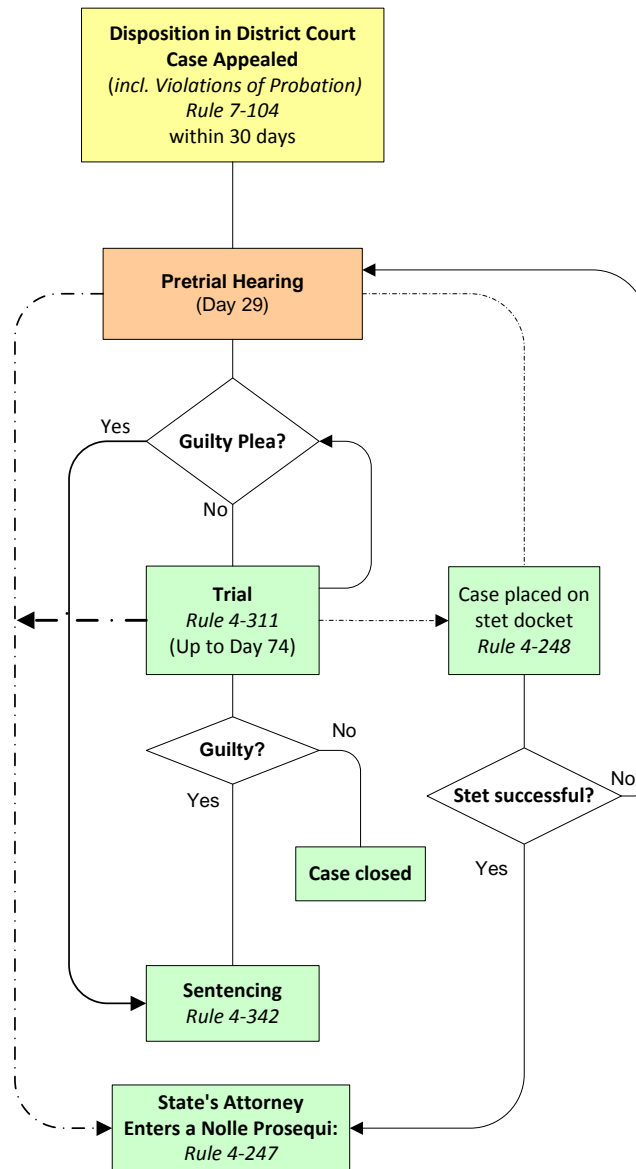 Disposition in District Court
Case Appealed
(incl. Violations of Probation)
Rule 7-104
within 30 days
Pretrial Hearing
(Day 29)
Yes
Guilty Plea?
No
Trial
Rule 4-311
(Up to Day 74)
Case placed on
stet docket
Rule 4-248
No
Guilty?
Yes
No
Stet successful?
Yes
Case closed
Sentencing
Rule 4-342
State's Attorney
Enters a Nolle Prosequi:
Rule 4-247